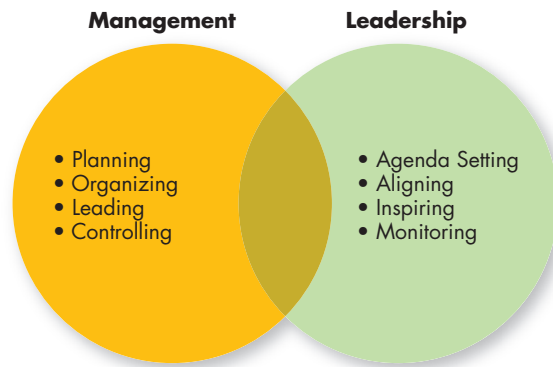 Management
Leadership
• Planning
• Organizing
• Leading
• Controlling
• Agenda Setting
• Aligning
• Inspiring
• Monitoring